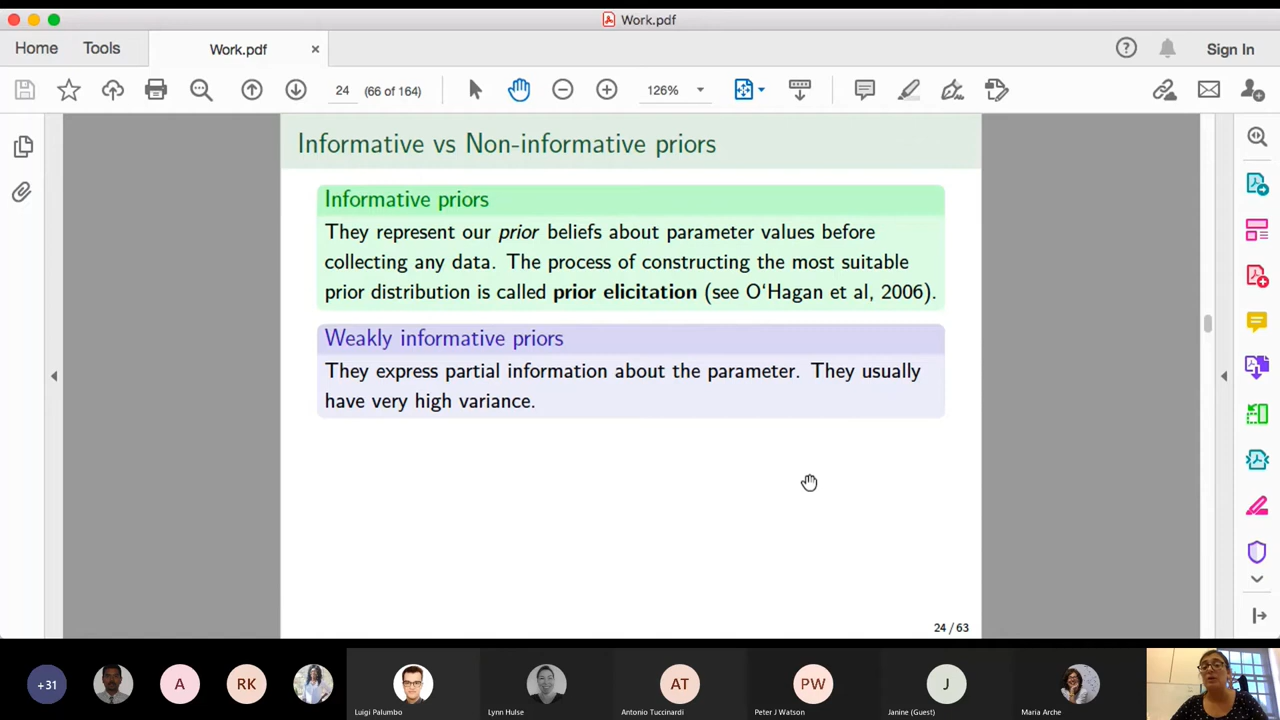 Work.pdf
Home Tools Work.pdf × Sign In
24 (66 of 164) 126%
Informative vs Non-informative priors
Informative priors
They represent our prior beliefs about parameter values before
collecting any data. The process of constructing the most suitable
prior distribution is called prior elicitation (see O‘Hagan et al, 2006).
Weakly informative priors
They express partial information about the parameter. They usually
have very high variance.
24 / 63
+31 A RK AT PW J
Luigi Palumbo Lynn Hulse Antonio Tuccinardi Peter J Watson Janine (Guest) Maria Arche